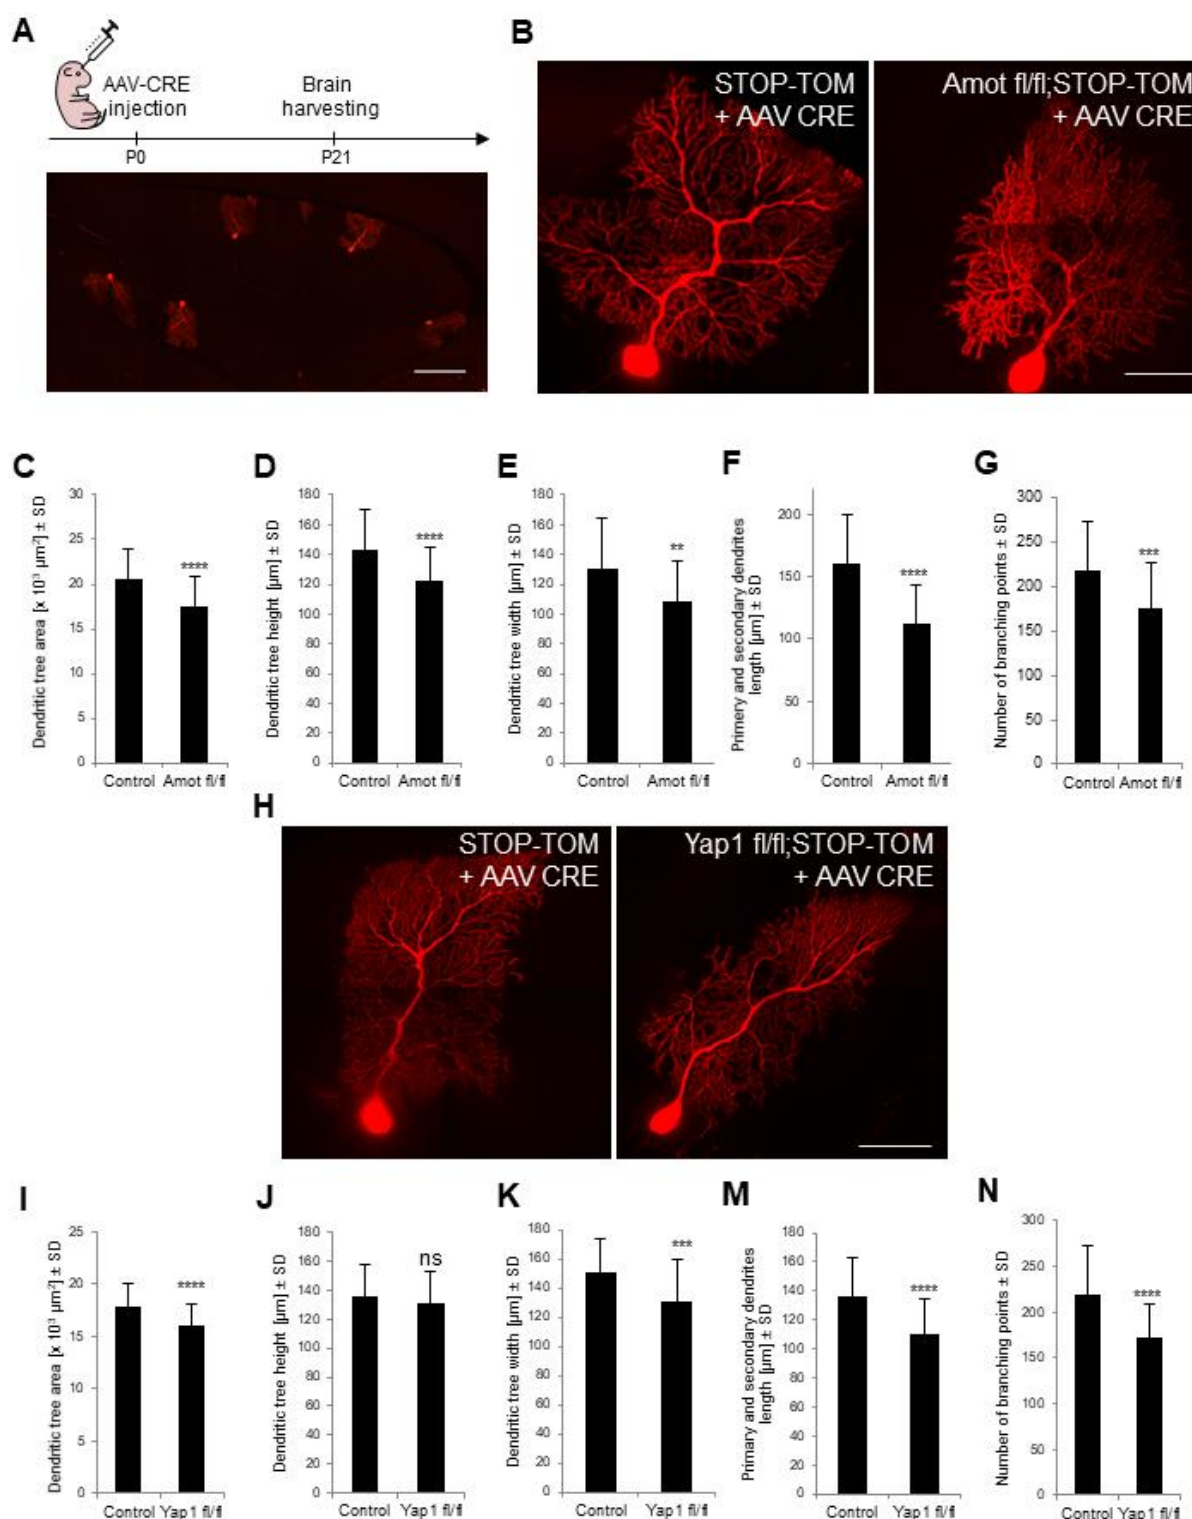 A
AAV-CRE
injection
Brain
harvesting
P0
P21
B
STOP-TOM
+ AAV CRE
Amot fl/fl;STOP-TOM
+ AAV CRE
C
Dendritic tree area [x 10³ µm²] ± SD
30
25
20
15
10
5
0
****
Control Amot fl/fl
D
Dendritic tree height [µm] ± SD
180
160
140
120
100
80
60
40
20
0
****
Control Amot fl/fl
E
Dendritic tree width [µm] ± SD
180
160
140
120
100
80
60
40
20
0
**
Control Amot fl/fl
F
Primery and secondary dendrites
length [µm] ± SD
200
150
100
50
0
****
Control Amot fl/fl
G
Number of branching points ± SD
300
250
200
150
100
50
0
***
Control Amot fl/fl
H
STOP-TOM
+ AAV CRE
Yap1 fl/fl;STOP-TOM
+ AAV CRE
I
Dendritic tree area [x 10³ µm²] ± SD
25
20
15
10
5
0
****
Control Yap1 fl/fl
J
Dendritic tree height [µm] ± SD
180
160
140
120
100
80
60
40
20
0
ns
Control Yap1 fl/fl
K
Dendritic tree width [µm] ± SD
180
160
140
120
100
80
60
40
20
0
***
Control Yap1 fl/fl
M
Primary and secondary dendrites
length [µm] ± SD
180
160
140
120
100
80
60
40
20
0
****
Control Yap1 fl/fl
N
Number of branching points ± SD
300
250
200
150
100
50
0
****
Control Yap1 fl/fl